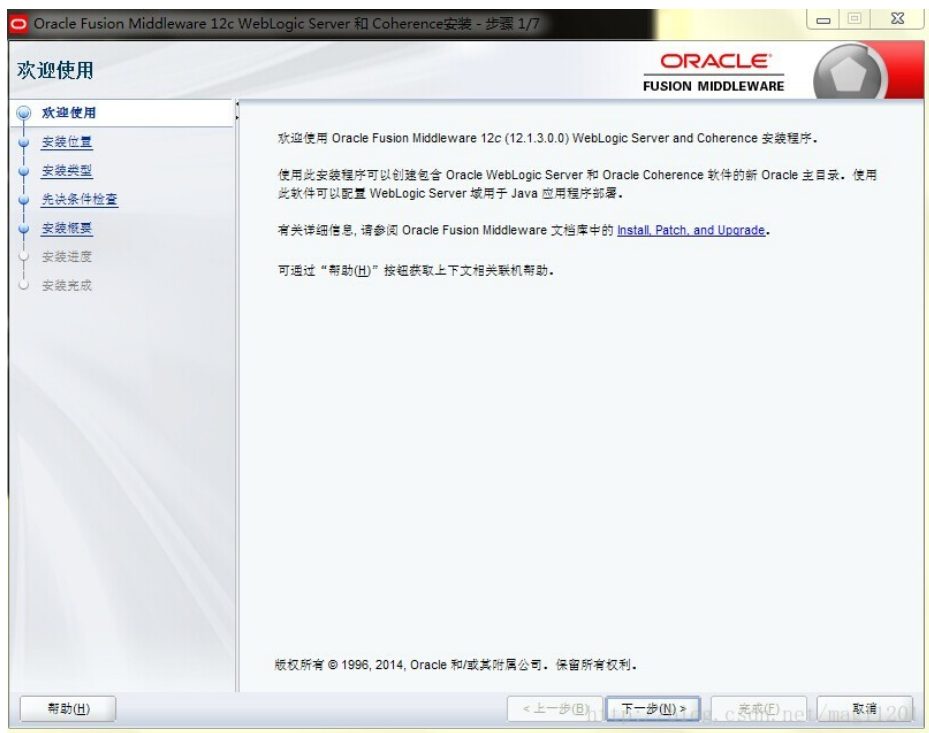 Oracle Fusion Middleware 12c WebLogic Server 和 Coherence安装 - 步骤 1/7
欢迎使用
ORACLE
FUSION MIDDLEWARE
欢迎使用
安装位置
安装类型
先决条件检查
安装概要
安装进度
安装完成
欢迎使用 Oracle Fusion Middleware 12c (12.1.3.0.0) WebLogic Server and Coherence 安装程序。
使用此安装程序可以创建包含 Oracle WebLogic Server 和 Oracle Coherence 软件的新 Oracle 主目录。使用
此软件可以配置 WebLogic Server 域用于 Java 应用程序部署。
有关详细信息, 请参阅 Oracle Fusion Middleware 文档库中的 Install, Patch, and Upgrade。
可通过“帮助(H)”按钮获取上下文相关联机帮助。
版权所有 © 1996, 2014, Oracle 和/或其附属公司。保留所有权利。
帮助(H)
< 上一步(B)
下一步(N) >
完成(F)
取消